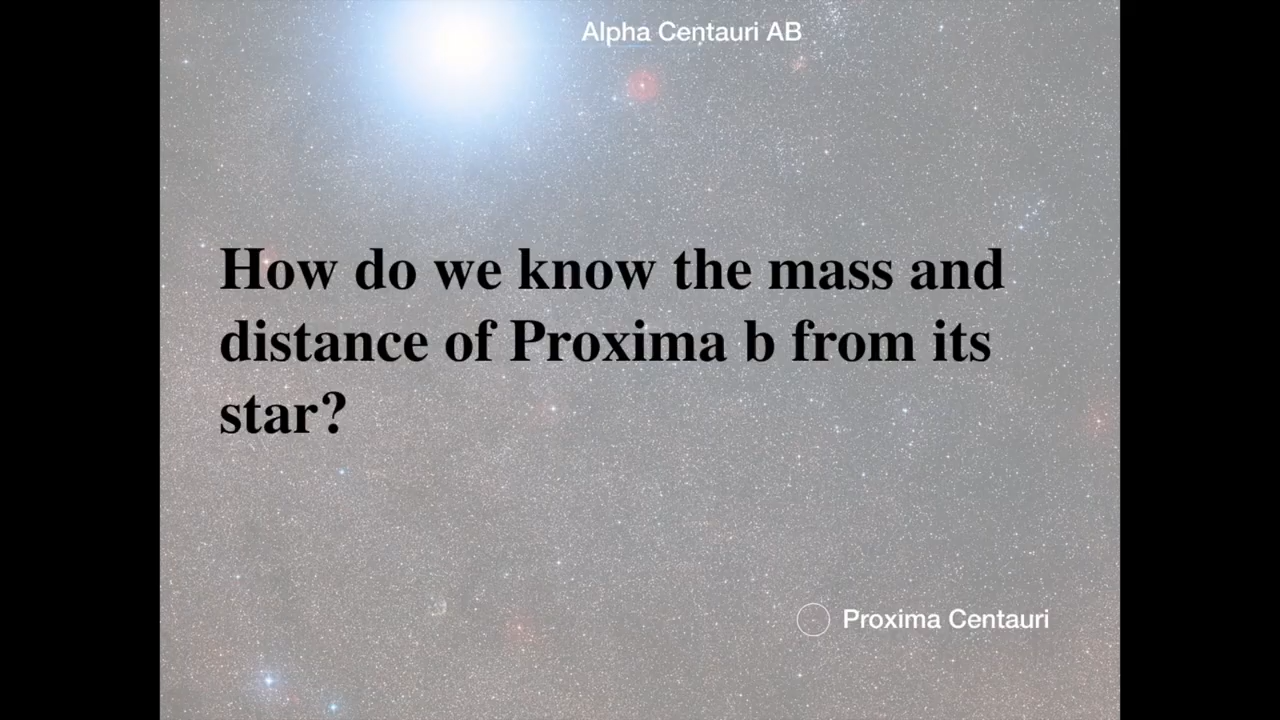 Alpha Centauri AB
How do we know the mass and
distance of Proxima b from its
star?
Proxima Centauri